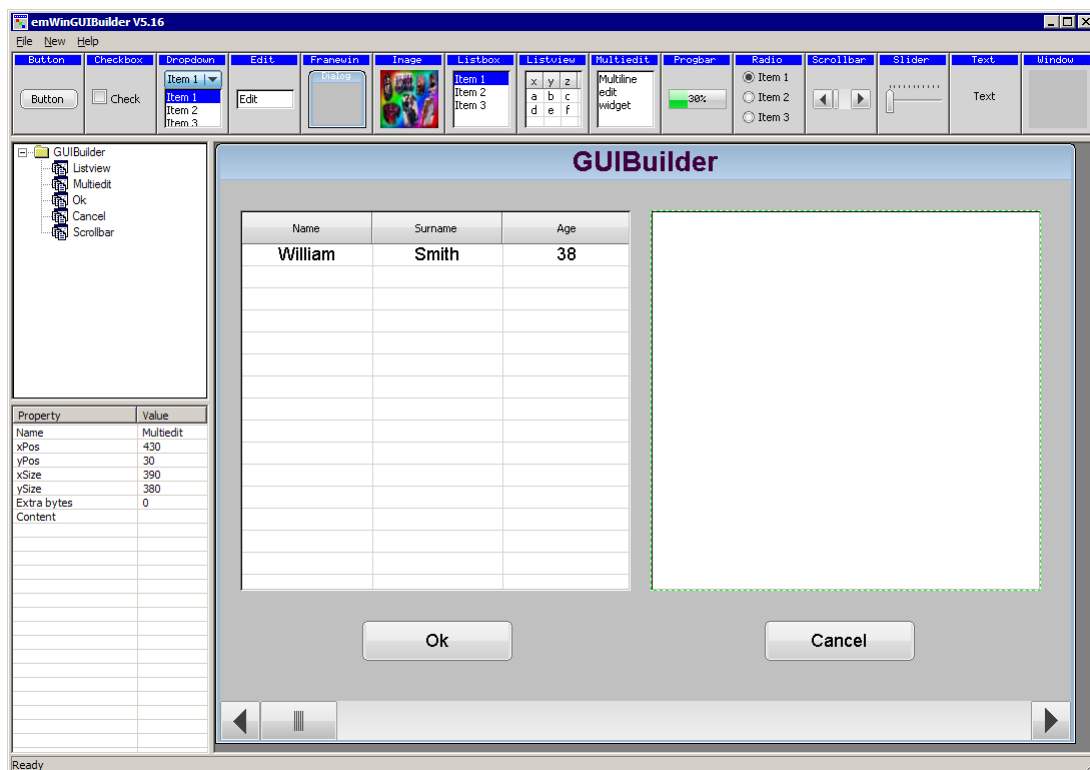 emWinGUIBuilder V5.16
File New Help
Button Checkbox Dropdown Edit Framewin Image Listbox Listview Multiedit Progbar Radio Scrollbar Slider Text Window
Button
Check
Item 1
Item 1
Item 2
Item 3
Edit
Dialog
Item 1
Item 2
Item 3
x y z
a b c
d e f
Multiline
edit
widget
30%
Item 1
Item 2
Item 3
Text
GUIBuilder
Listview
Multiedit
Ok
Cancel
Scrollbar
Property Value
Name Multiedit
xPos 430
yPos 30
xSize 390
ySize 380
Extra bytes 0
Content
GUIBuilder
Name Surname Age
William Smith 38
Ok
Cancel
Ready